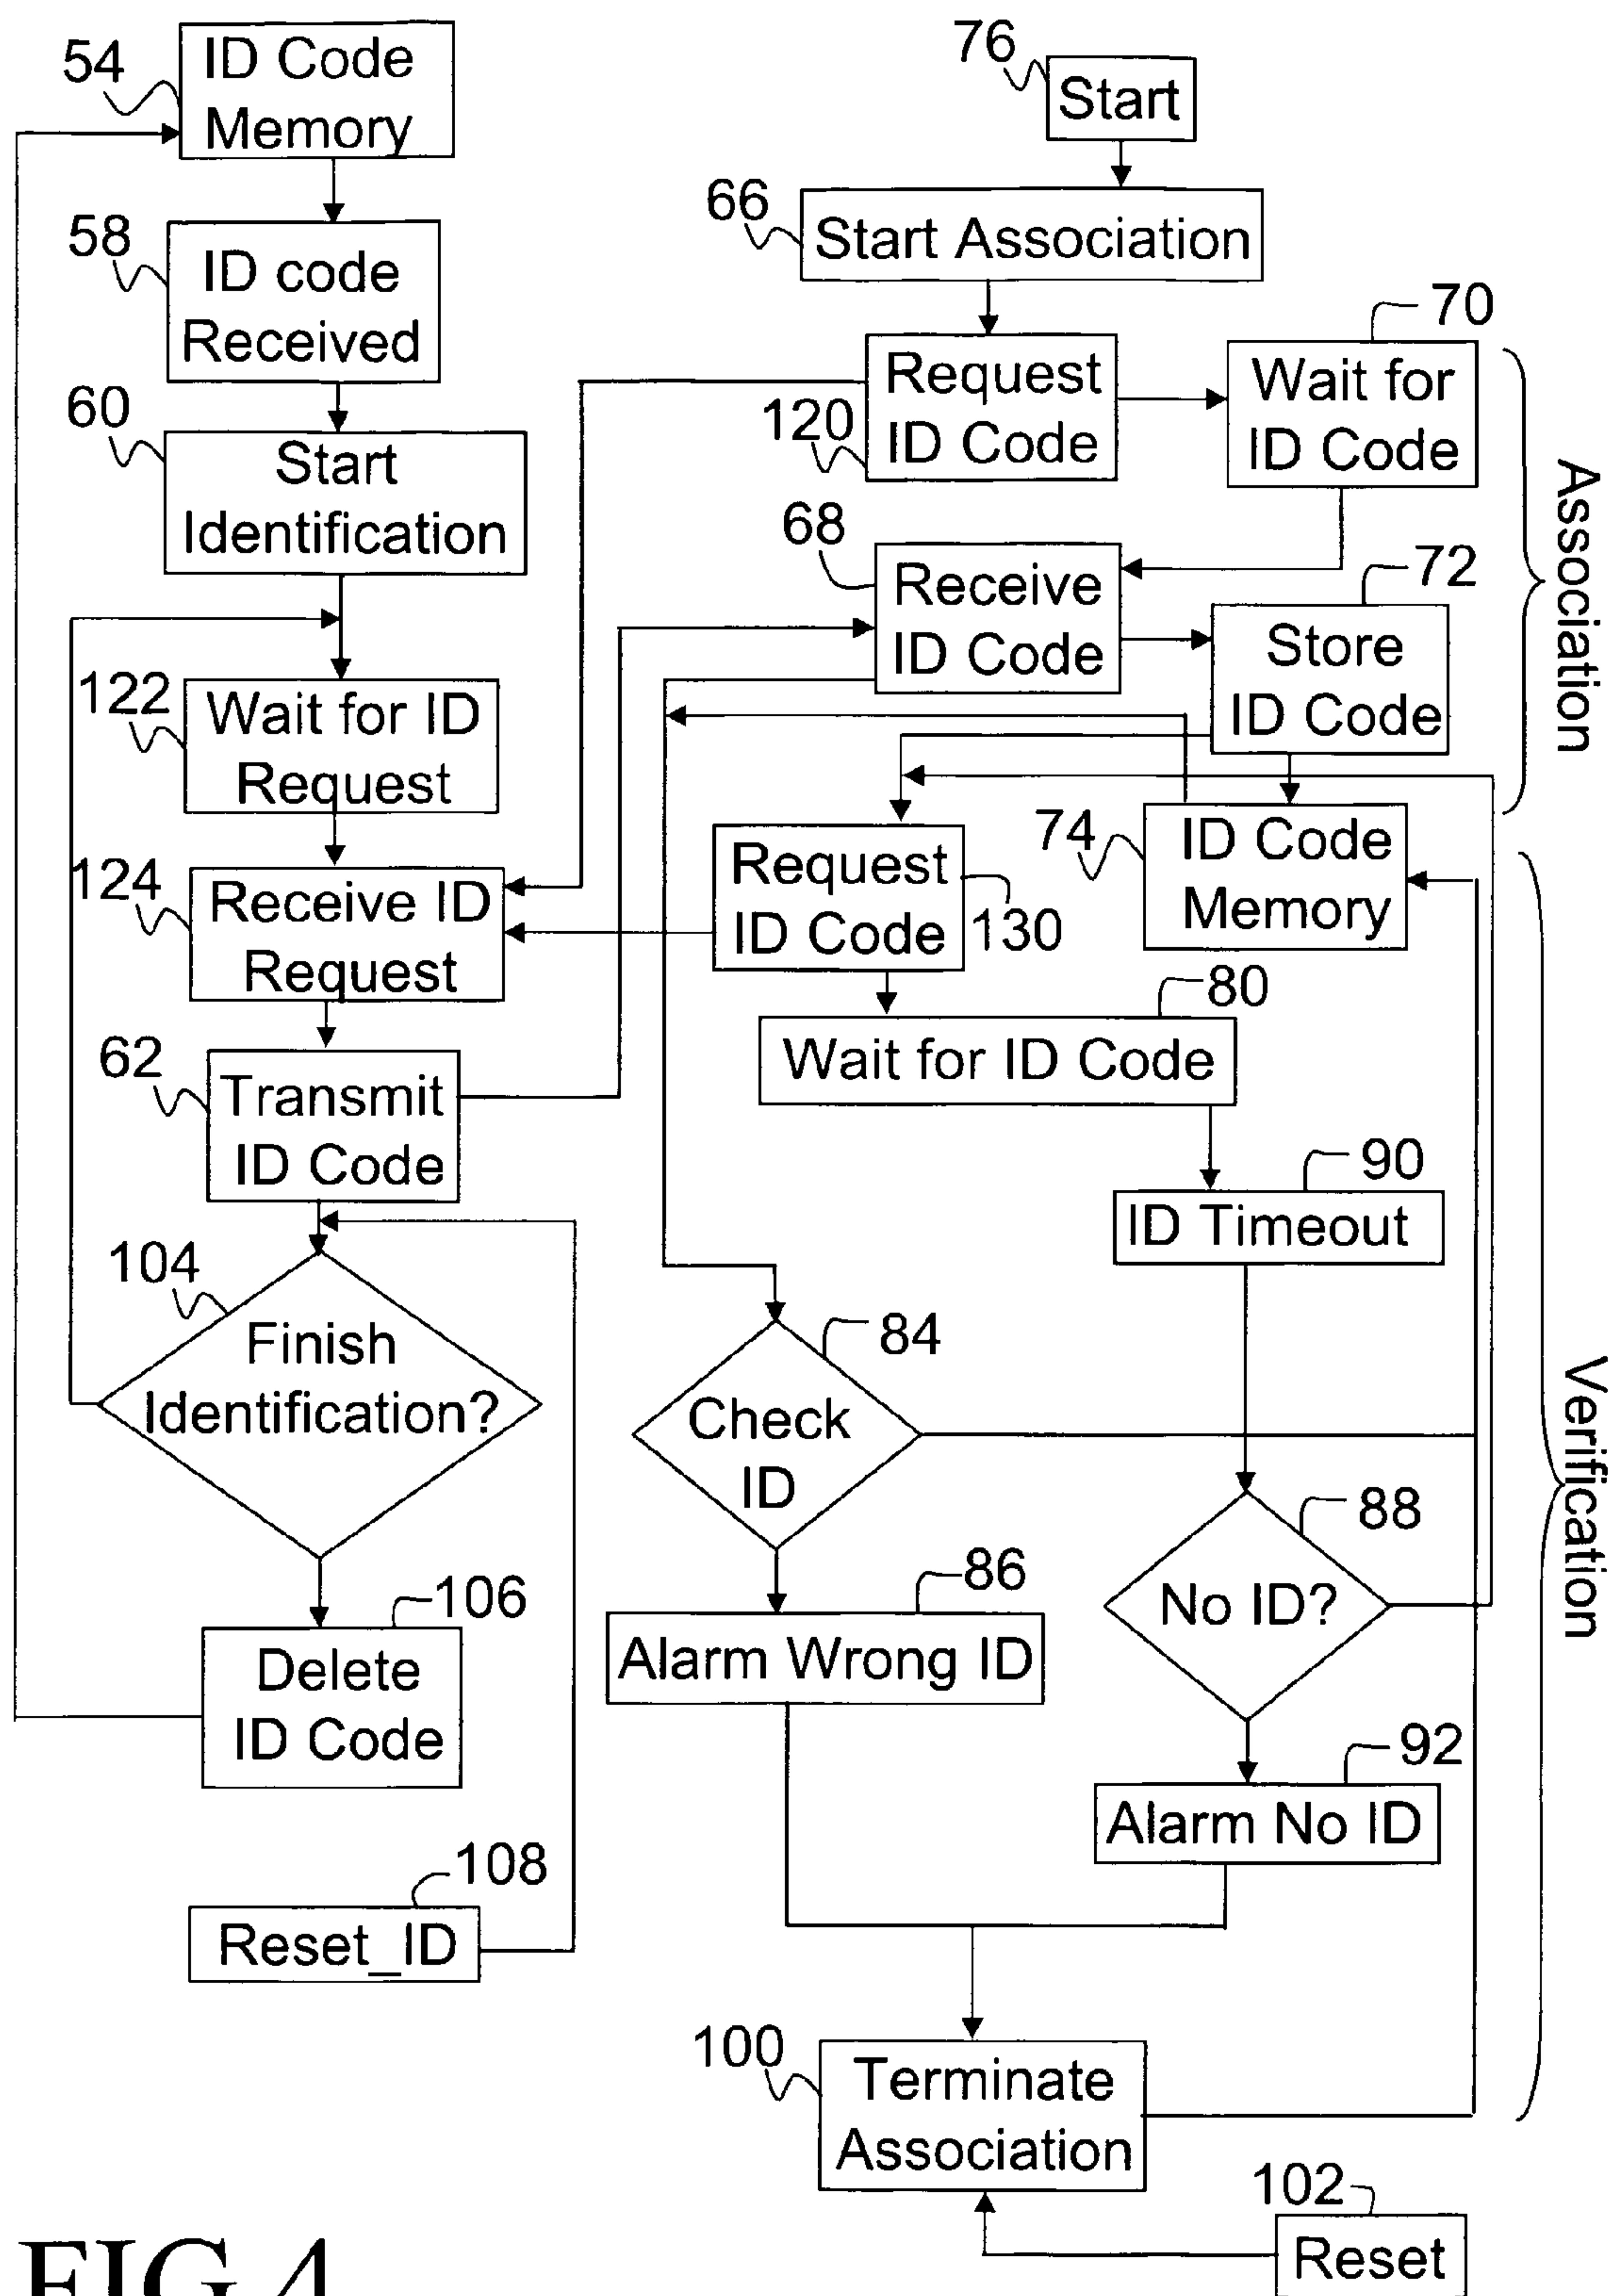 54
ID Code
Memory
58
ID code
Received
60
Start
Identification
122
Wait for ID
Request
124
Receive ID
Request
62
Transmit
ID Code
104
Finish
Identification?
106
Delete
ID Code
108
Reset_ID
76
Start
66
Start Association
120
Request
ID Code
70
Wait for
ID Code
68
Receive
ID Code
72
Store
ID Code
Association
74
ID Code
Memory
Request
ID Code
130
80
Wait for ID Code
90
ID Timeout
84
Check
ID
88
No ID?
86
Alarm Wrong ID
92
Alarm No ID
Verification
100
Terminate
Association
102
Reset
FIG 4